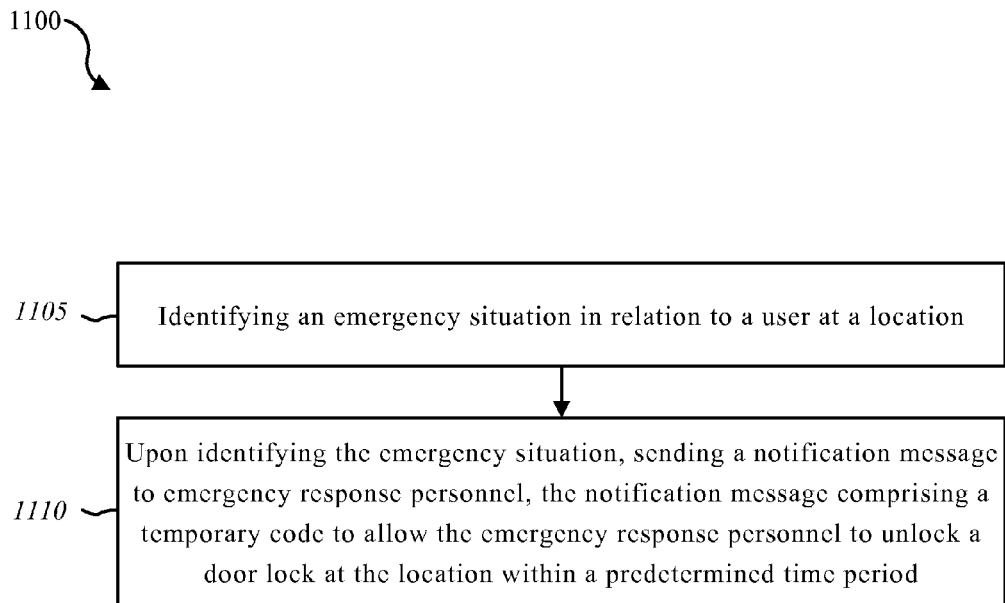 1100
1105
Identifying an emergency situation in relation to a user at a location
Upon identifying the emergency situation, sending a notification message
to emergency response personnel, the notification message comprising a
1110
temporary code to allow the emergency response personnel to unlock a
door lock at the location within a predetermined time period